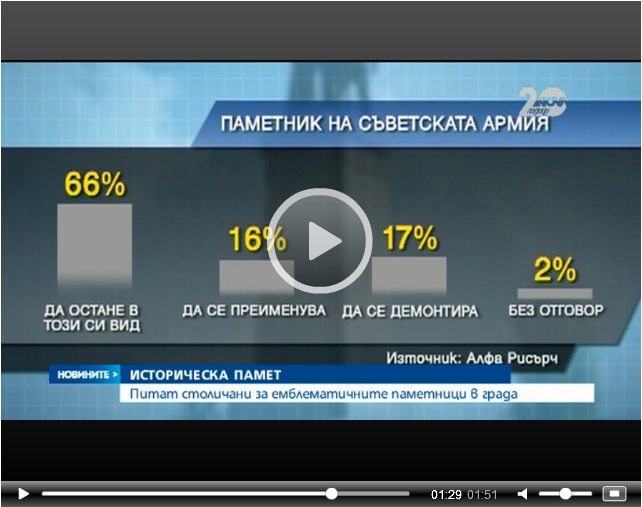 20 NOVA
години
ПАМЕТНИК НА СЪВЕТСКАТА АРМИЯ
66%
16%
17%
2%
ДА ОСТАНЕ В
ТОЗИ СИ ВИД
ДА СЕ ПРЕИМЕНУВА
ДА СЕ ДЕМОНТИРА
БЕЗ ОТГОВОР
Източник: Алфа Рисърч
НОВИНИТЕ >
ИСТОРИЧЕСКА ПАМЕТ
Питат столичани за емблематичните паметници в града
01:29 01:51